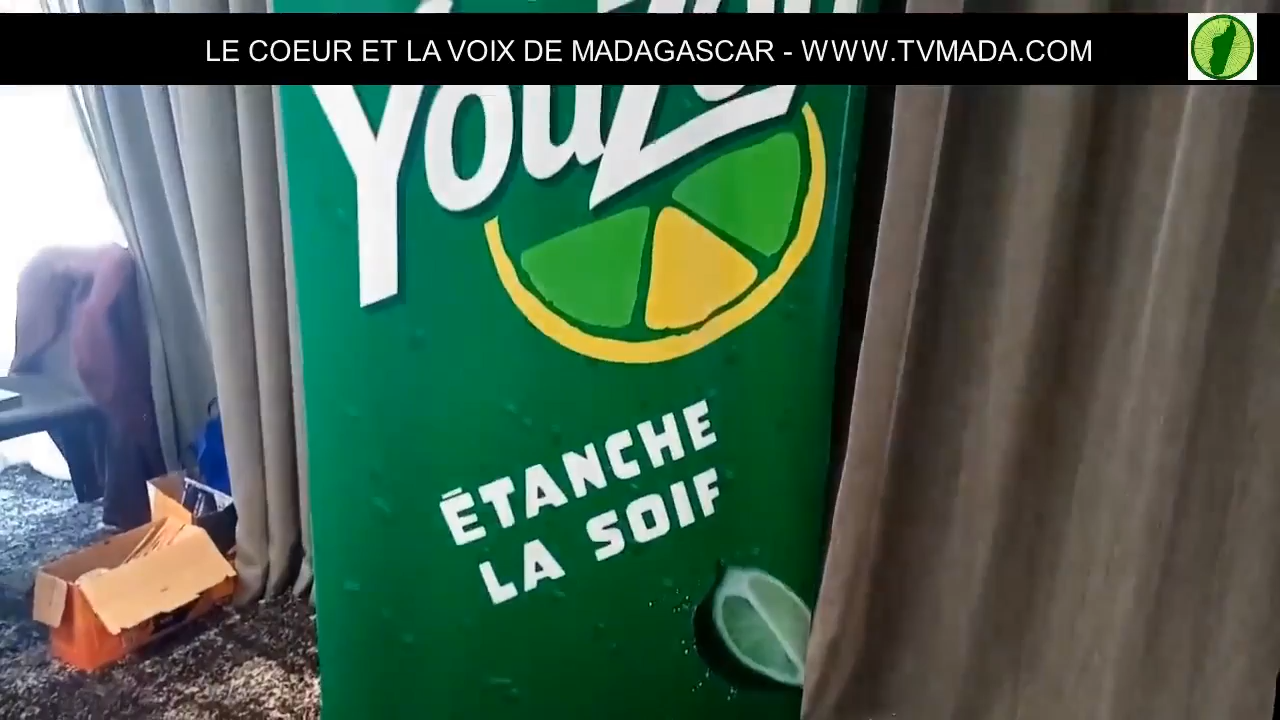 LE COEUR ET LA VOIX DE MADAGASCAR - WWW.TVMADA.COM
ÉTANCHE
LA SOIF